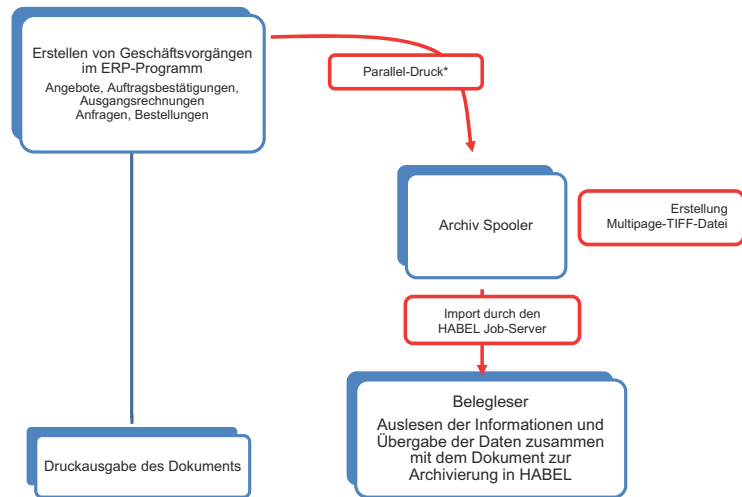 Erstellen von Geschäftsvorgängen
im ERP-Programm
Angebote, Auftragsbestätigungen,
Ausgangsrechnungen
Anfragen, Bestellungen
Parallel-Druck*
Archiv Spooler
Erstellung
Multipage-TIFF-Datei
Import durch den
HABEL Job-Server
Belegleser
Auslesen der Informationen und
Übergabe der Daten zusammen
mit dem Dokument zur
Archivierung in HABEL
Druckausgabe des Dokuments